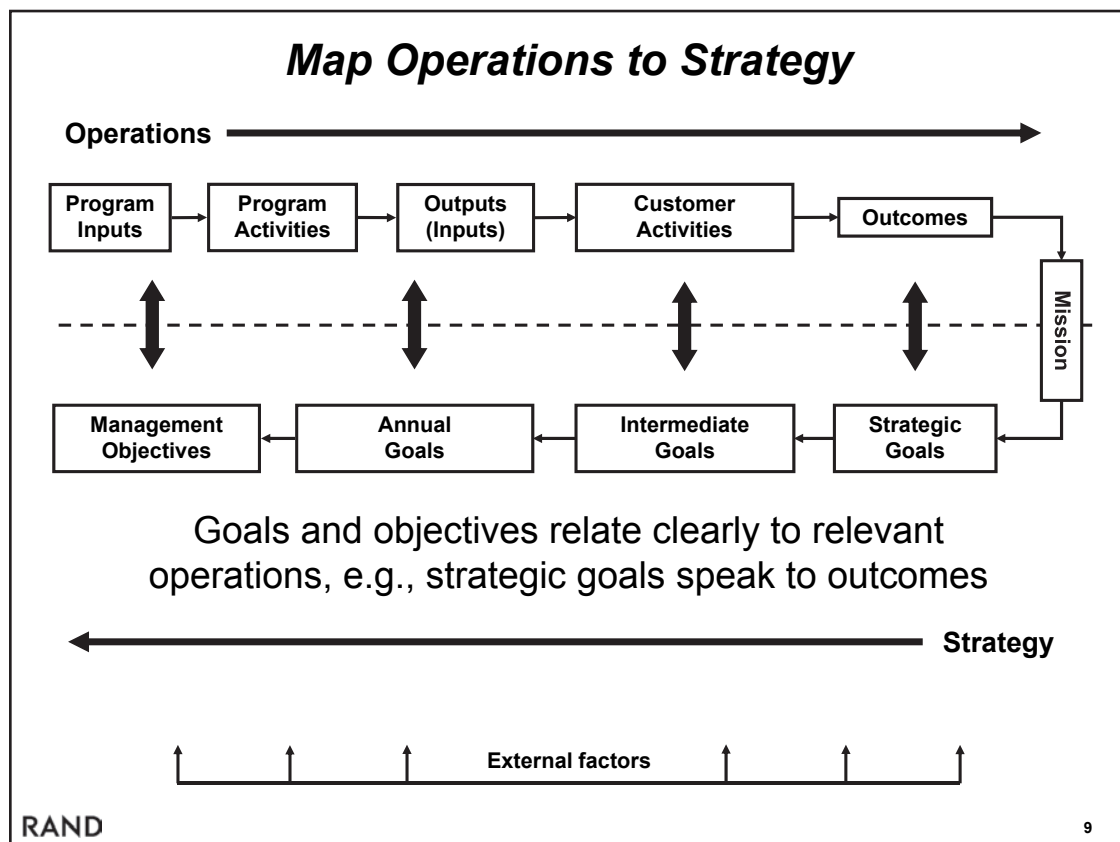 Map Operations to Strategy
Operations
Program
Inputs
Program
Activities
Outputs
(Inputs)
Customer
Activities
Outcomes
Mission
Management
Objectives
Annual
Goals
Intermediate
Goals
Strategic
Goals
Goals and objectives relate clearly to relevant
operations, e.g., strategic goals speak to outcomes
Strategy
External factors
RAND
9